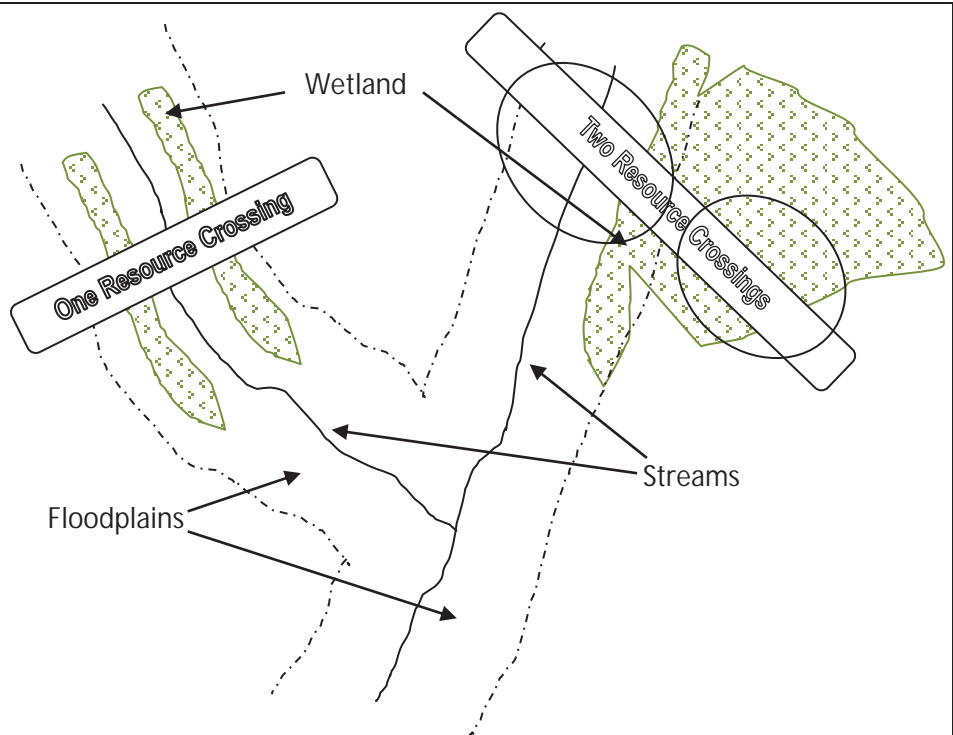 Wetland
Two Resource Crossings
One Resource Crossing
Streams
Floodplains